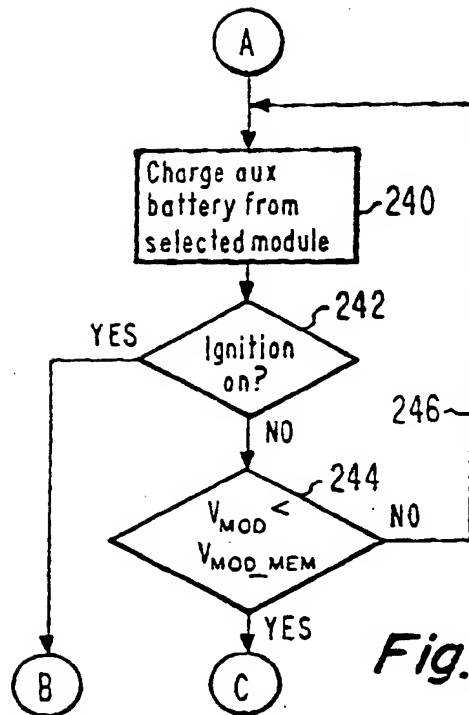 A
Charge aux
battery from
selected module
240
242
YES
Ignition
on?
NO
246
244
V_MOD <
V_MOD_MEM
NO
YES
B
C
Fig.